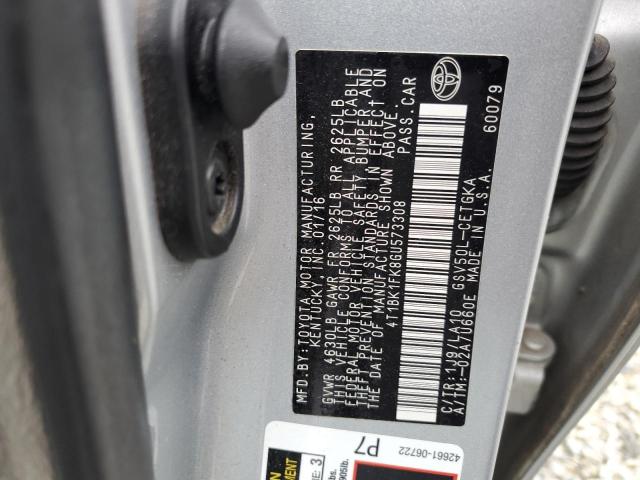 MFD.BY:TOYOTA MOTOR MANUFACTURING,
KENTUCKY, INC. 01/16
GVWR 4630LB GAWR FR 2625LB RR 2625LB
THIS VEHICLE CONFORMS TO ALL APPLICABLE
FEDERAL MOTOR VEHICLE SAFETY, BUMPER AND
THEFT PREVENTION STANDARDS IN EFFECT ON
THE DATE OF MANUFACTURE SHOWN ABOVE.
4T1BK1FK8GU573308 PASS.CAR
C/TR:1J9/LA10 GSV50L-CETGKA
A/TM:-02A/U660E MADE IN U.S.A. 60079
42661-06722
P7